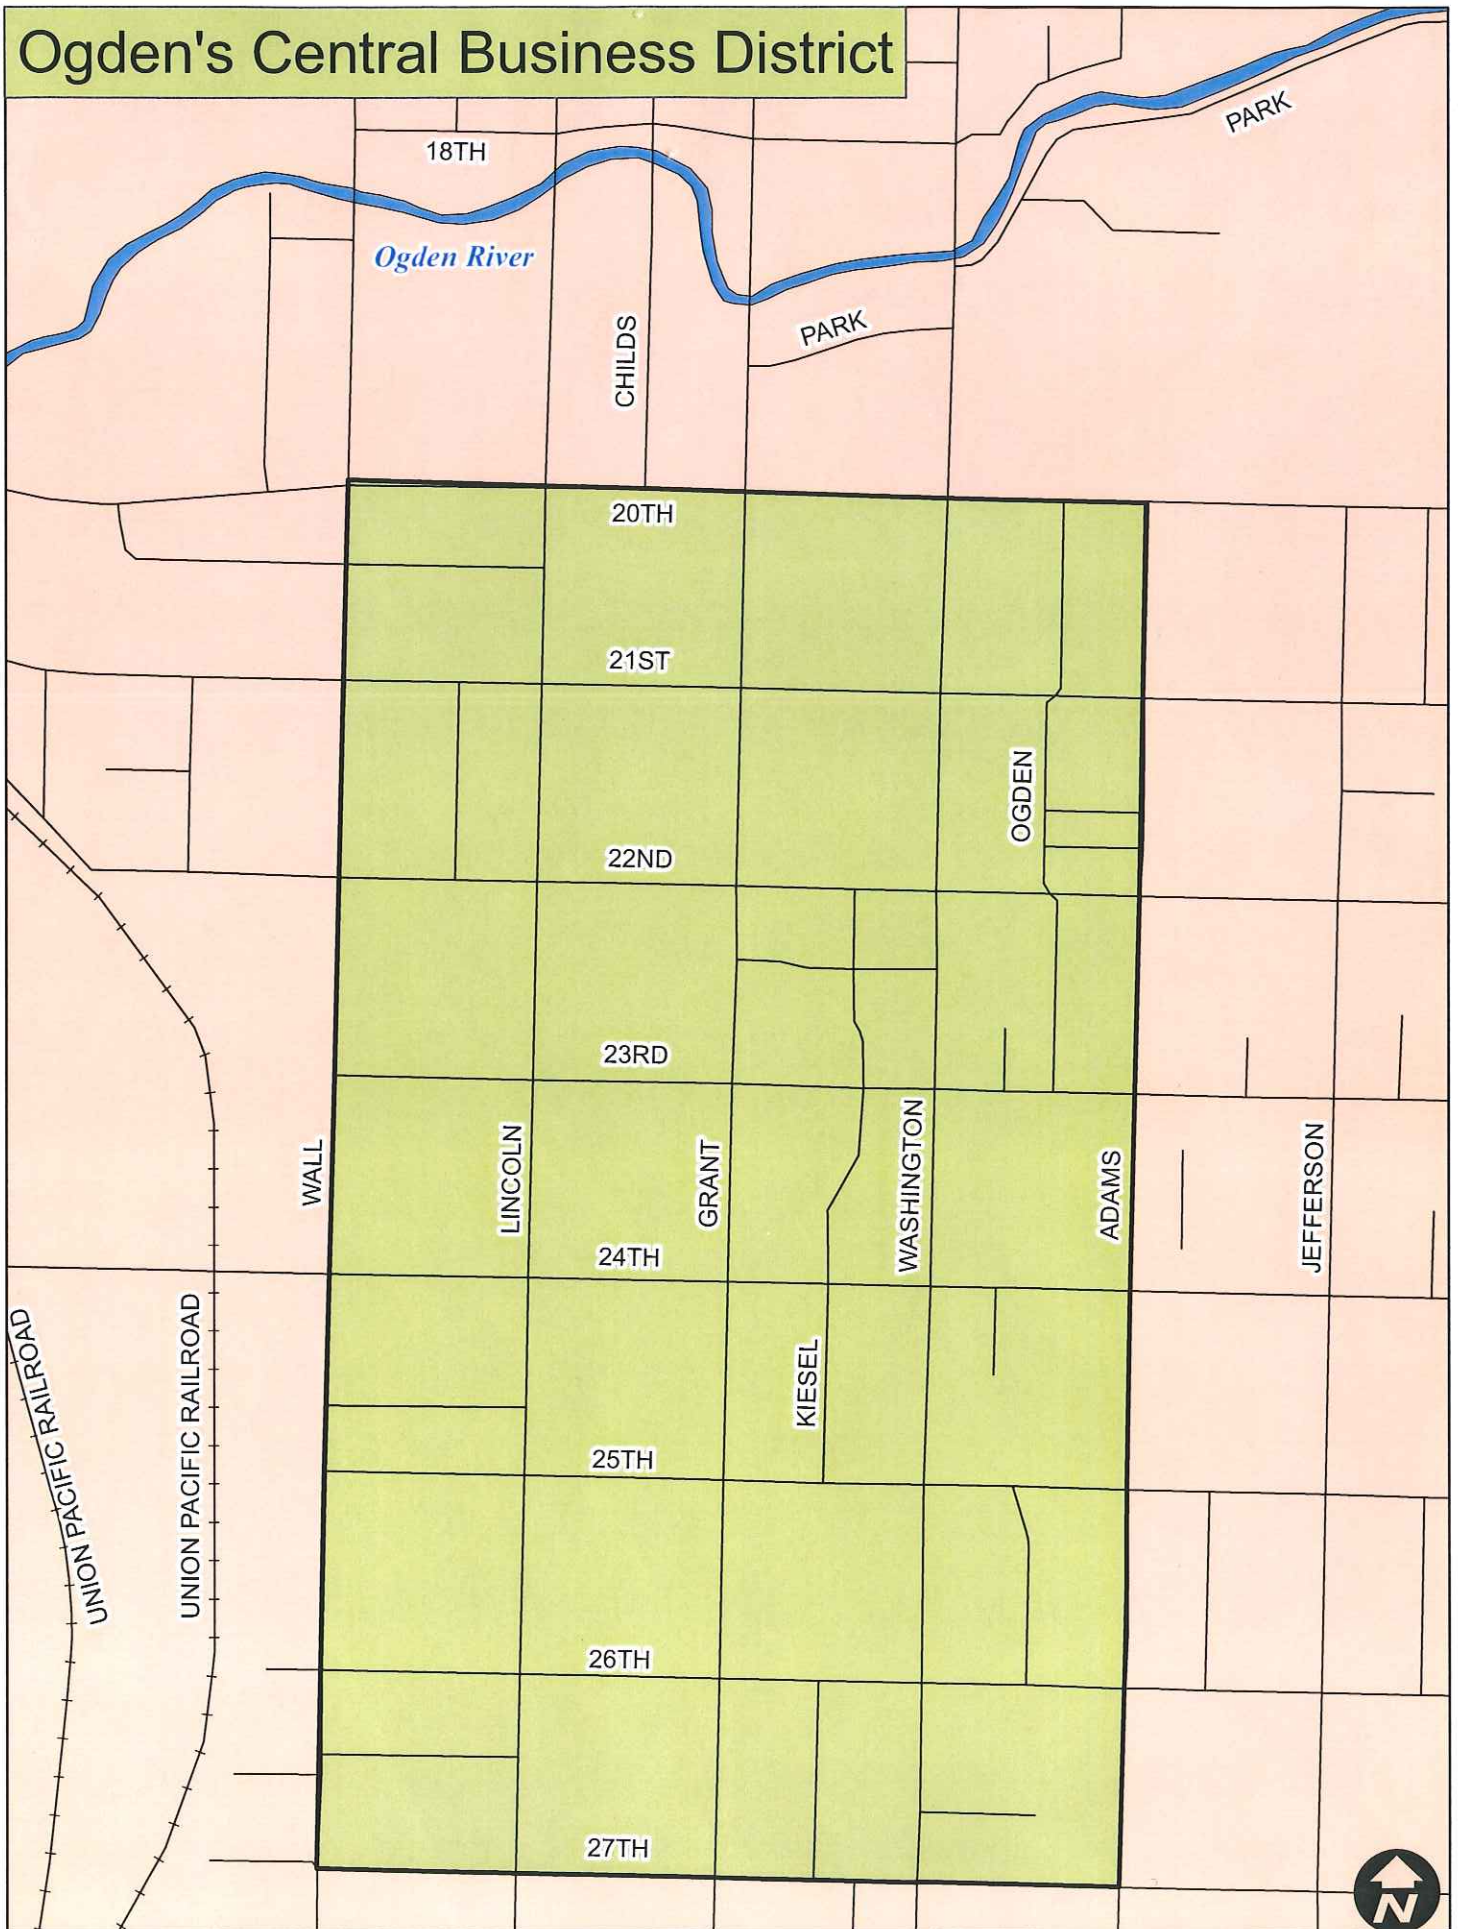 Ogden's Central Business District
PARK
18TH
Ogden River
CHILDS
PARK
20TH
21ST
OGDEN
22ND
23RD
WALL
LINCOLN
GRANT
WASHINGTON
ADAMS
JEFFERSON
24TH
UNION PACIFIC RAILROAD
UNION PACIFIC RAILROAD
KIESEL
25TH
26TH
27TH
N